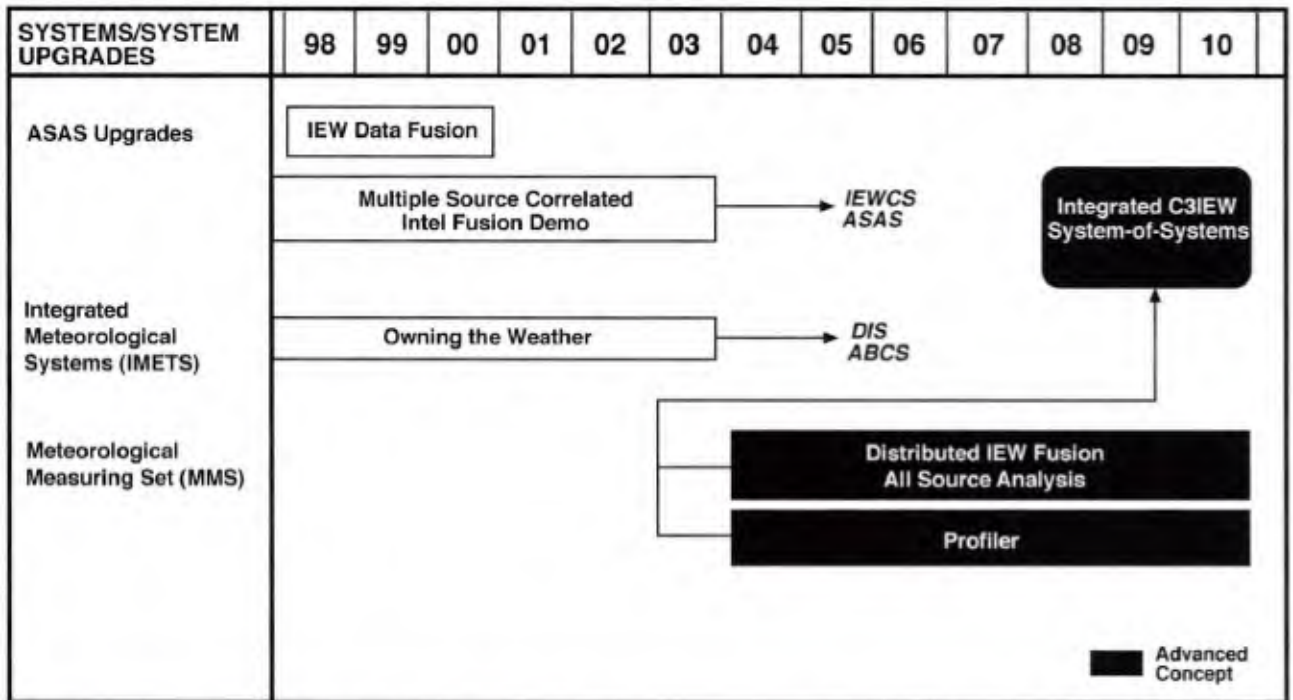 SYSTEMS/SYSTEM
UPGRADES
98 99 00 01 02 03 04 05 06 07 08 09 10
ASAS Upgrades
IEW Data Fusion
Multiple Source Correlated
Intel Fusion Demo
IEWCS
ASAS
Integrated C3IEW
System-of-Systems
Integrated
Meteorological
Systems (IMETS)
Owning the Weather
DIS
ABCS
Meteorological
Measuring Set (MMS)
Distributed IEW Fusion
All Source Analysis
Profiler
Advanced
Concept